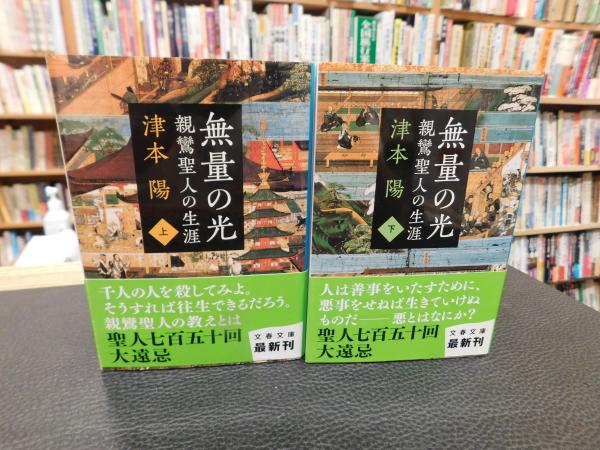 無量の光
親鸞聖人の生涯
津本 陽
上
千人の人を殺してみよ。
そうすれば往生できるだろう。
親鸞聖人の教えとは
聖人七百五十回
大遠忌
文春文庫
最新刊
無量の光
親鸞聖人の生涯
津本 陽
下
人は善事をいたすために、
悪事をせねば生きていけぬ
ものだ──悪とはなにか?
聖人七百五十回
大遠忌
文春文庫
最新刊